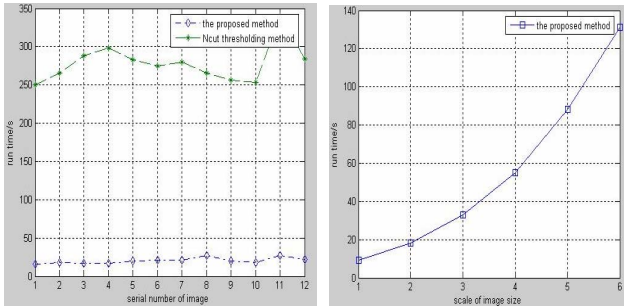 350
300
250
200
150
100
50
0
run time/s
the proposed method
Ncut thresholding method
1 2 3 4 5 6 7 8 9 10 11 12
serial number of image
140
120
100
80
60
40
20
0
run time/s
the proposed method
1 2 3 4 5 6
scale of image size